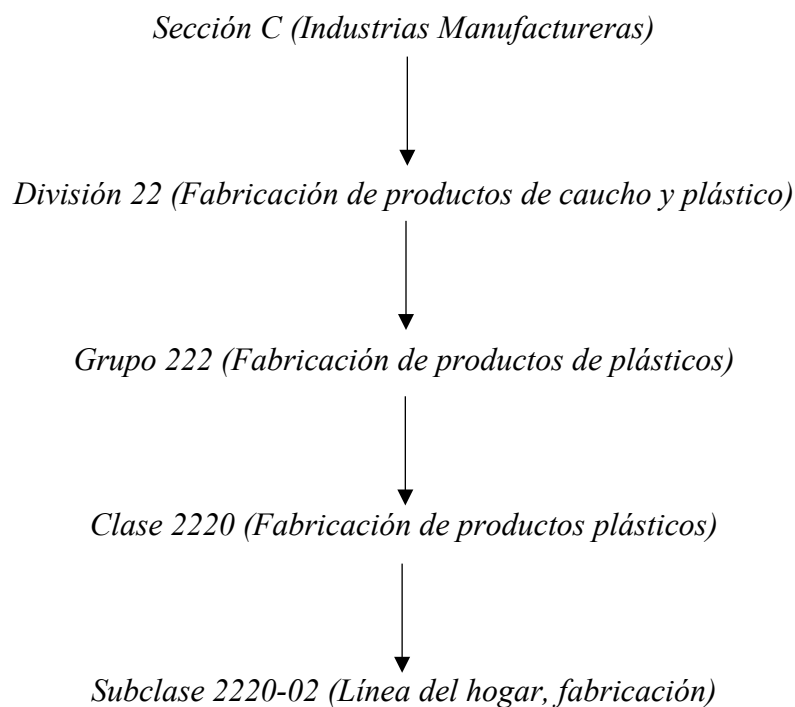 Sección C (Industrias Manufactureras)
División 22 (Fabricación de productos de caucho y plástico)
Grupo 222 (Fabricación de productos de plásticos)
Clase 2220 (Fabricación de productos plásticos)
Subclase 2220-02 (Línea del hogar, fabricación)